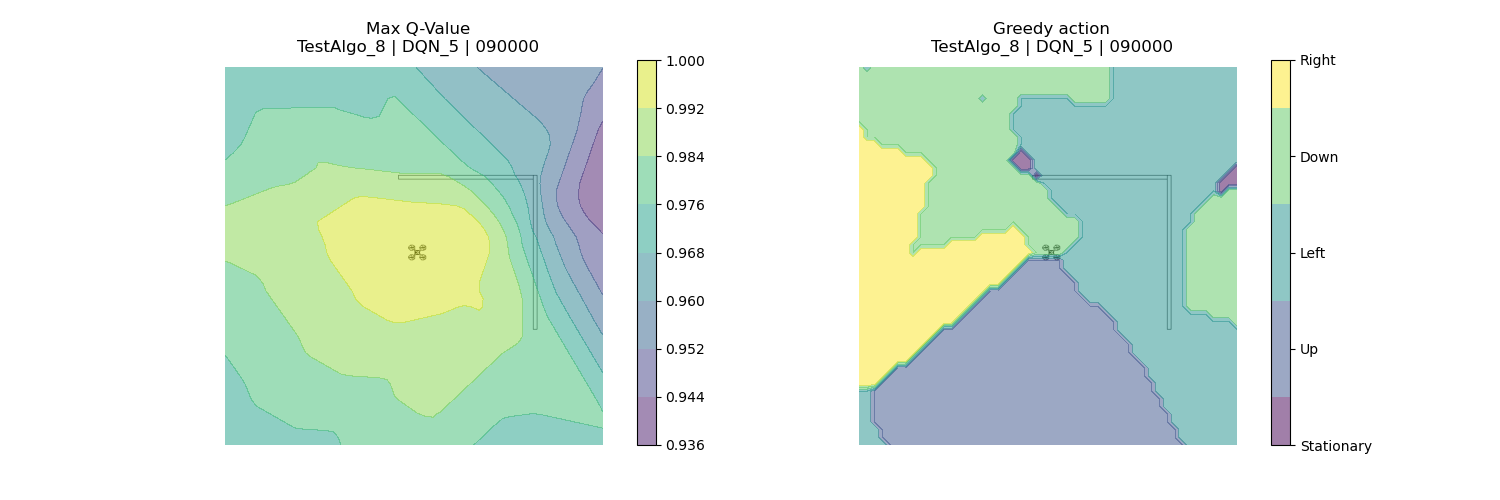 Max Q-Value
TestAlgo_8 | DQN_5 | 090000
1.000
0.992
0.984
0.976
0.968
0.960
0.952
0.944
0.936
Greedy action
TestAlgo_8 | DQN_5 | 090000
Right
Down
Left
Up
Stationary